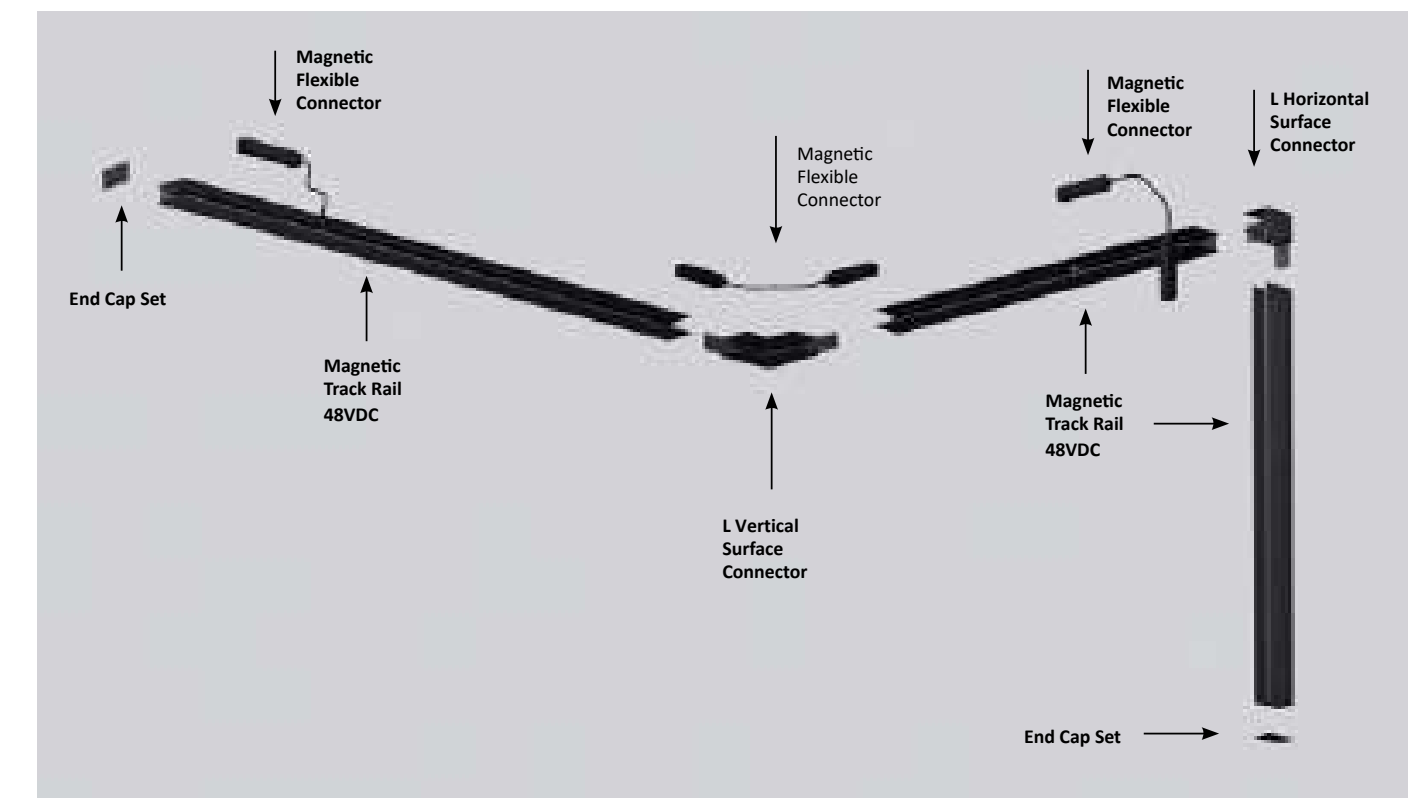 Magnetic
Flexible
Connector
Magnetic
Flexible
Connector
L Horizontal
Surface
Connector
Magnetic
Flexible
Connector
End Cap Set
Magnetic
Track Rail
48VDC
Magnetic
Track Rail
48VDC
L Vertical
Surface
Connector
End Cap Set